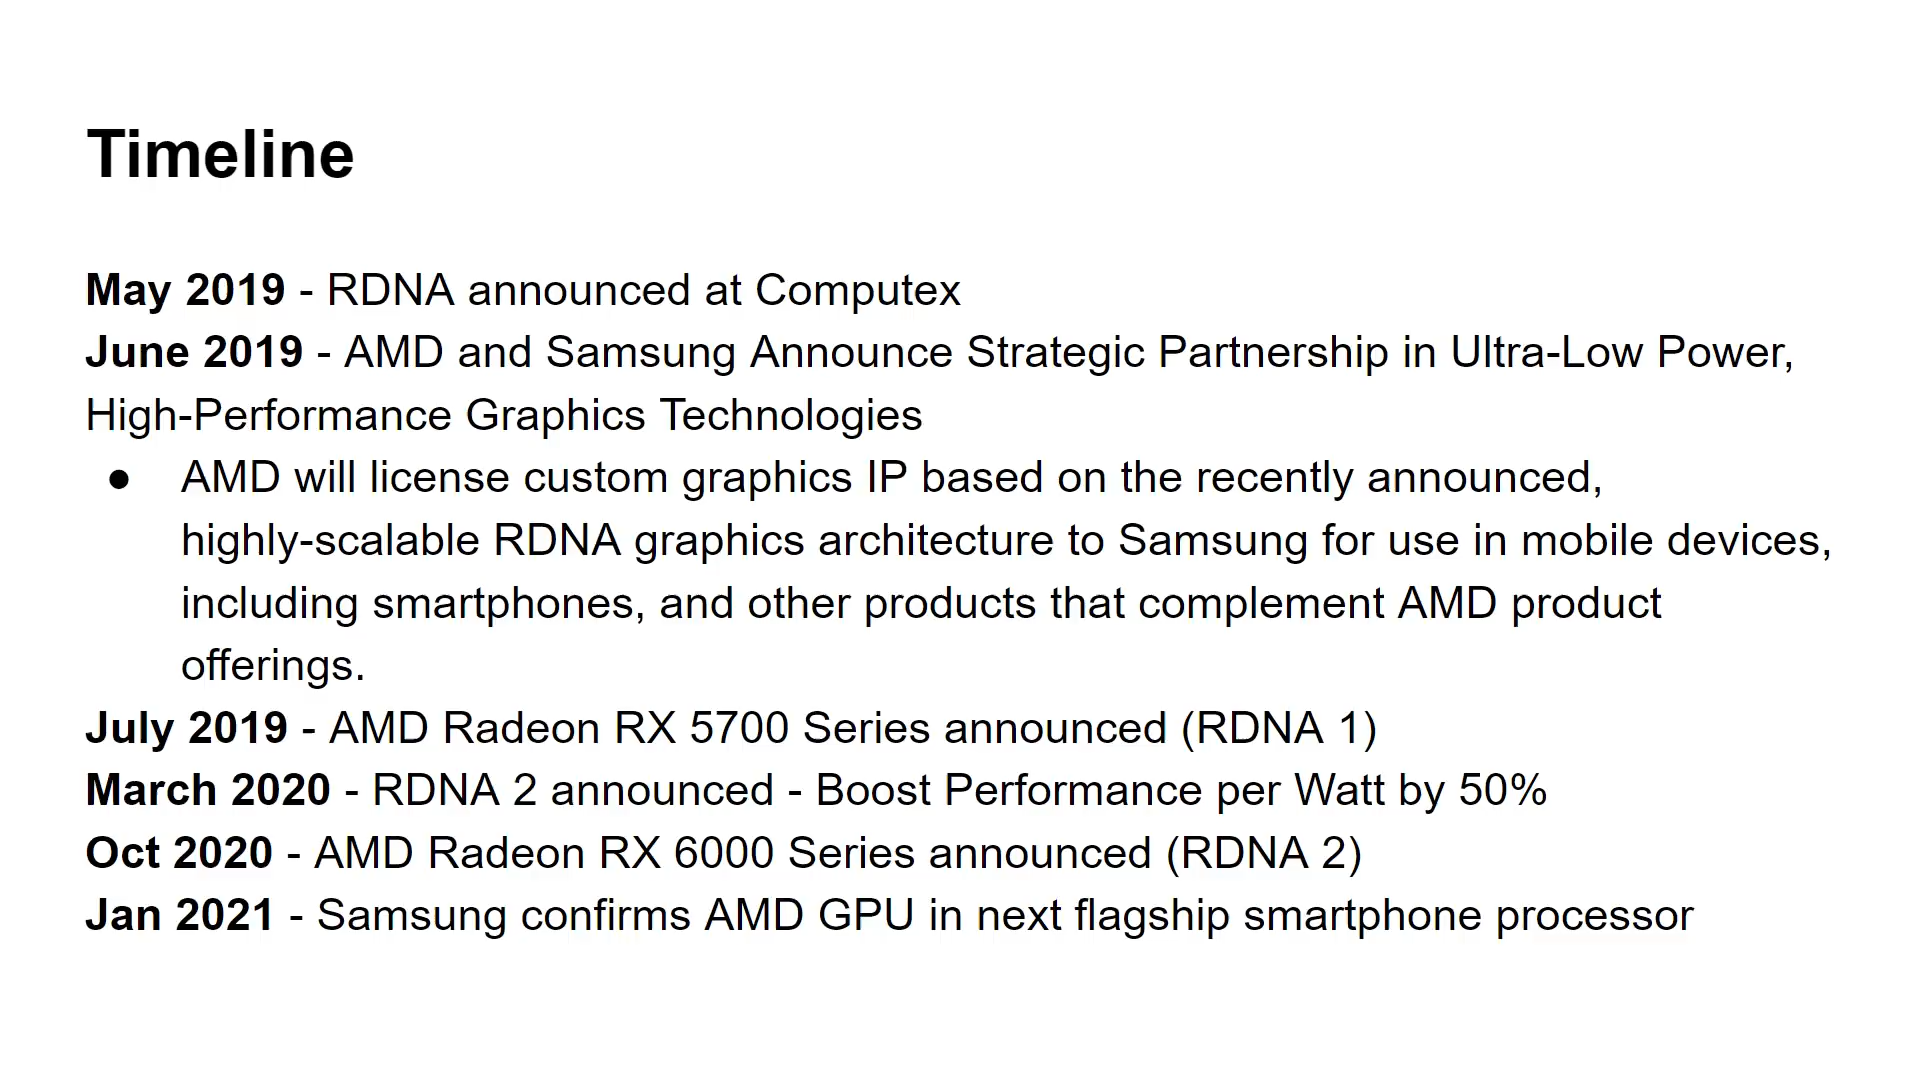 Timeline
May 2019 - RDNA announced at Computex
June 2019 - AMD and Samsung Announce Strategic Partnership in Ultra-Low Power,
High-Performance Graphics Technologies
● AMD will license custom graphics IP based on the recently announced,
highly-scalable RDNA graphics architecture to Samsung for use in mobile devices,
including smartphones, and other products that complement AMD product
offerings.
July 2019 - AMD Radeon RX 5700 Series announced (RDNA 1)
March 2020 - RDNA 2 announced - Boost Performance per Watt by 50%
Oct 2020 - AMD Radeon RX 6000 Series announced (RDNA 2)
Jan 2021 - Samsung confirms AMD GPU in next flagship smartphone processor